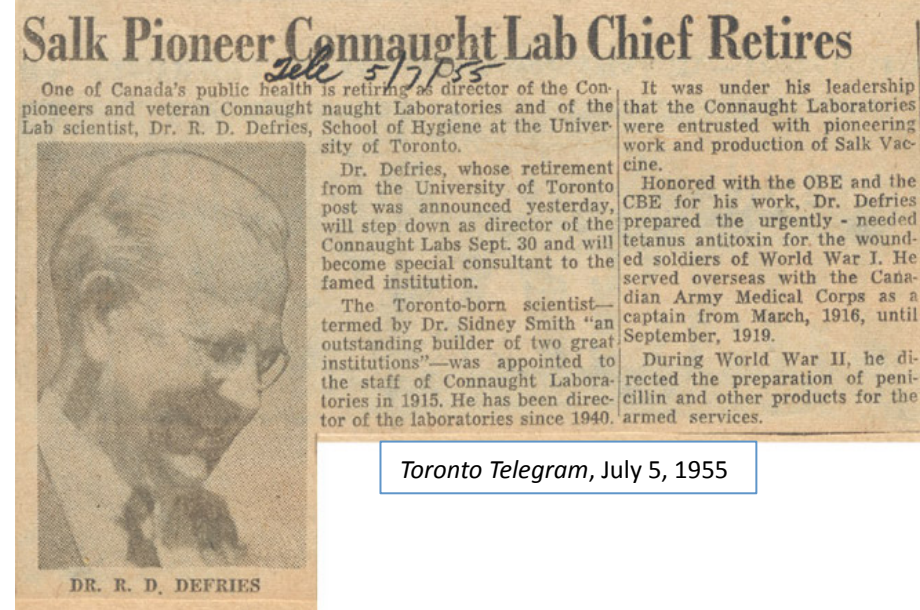 Salk Pioneer Connaught Lab Chief Retires
Tele 5/7/55
One of Canada's public health
pioneers and veteran Connaught
Lab scientist, Dr. R. D. Defries,
DR. R. D. DEFRIES
is retiring as director of the Con-
naught Laboratories and of the
School of Hygiene at the Univer-
sity of Toronto.
Dr. Defries, whose retirement
from the University of Toronto
post was announced yesterday,
will step down as director of the
Connaught Labs Sept. 30 and will
become special consultant to the
famed institution.
The Toronto-born scientist—
termed by Dr. Sidney Smith “an
outstanding builder of two great
institutions”—was appointed to
the staff of Connaught Labora-
tories in 1915. He has been direc-
tor of the laboratories since 1940.
It was under his leadership
that the Connaught Laboratories
were entrusted with pioneering
work and production of Salk Vac-
cine.
Honored with the OBE and the
CBE for his work, Dr. Defries
prepared the urgently - needed
tetanus antitoxin for the wound-
ed soldiers of World War I. He
served overseas with the Cana-
dian Army Medical Corps as a
captain from March, 1916, until
September, 1919.
During World War II, he di-
rected the preparation of peni-
cillin and other products for the
armed services.
Toronto Telegram, July 5, 1955